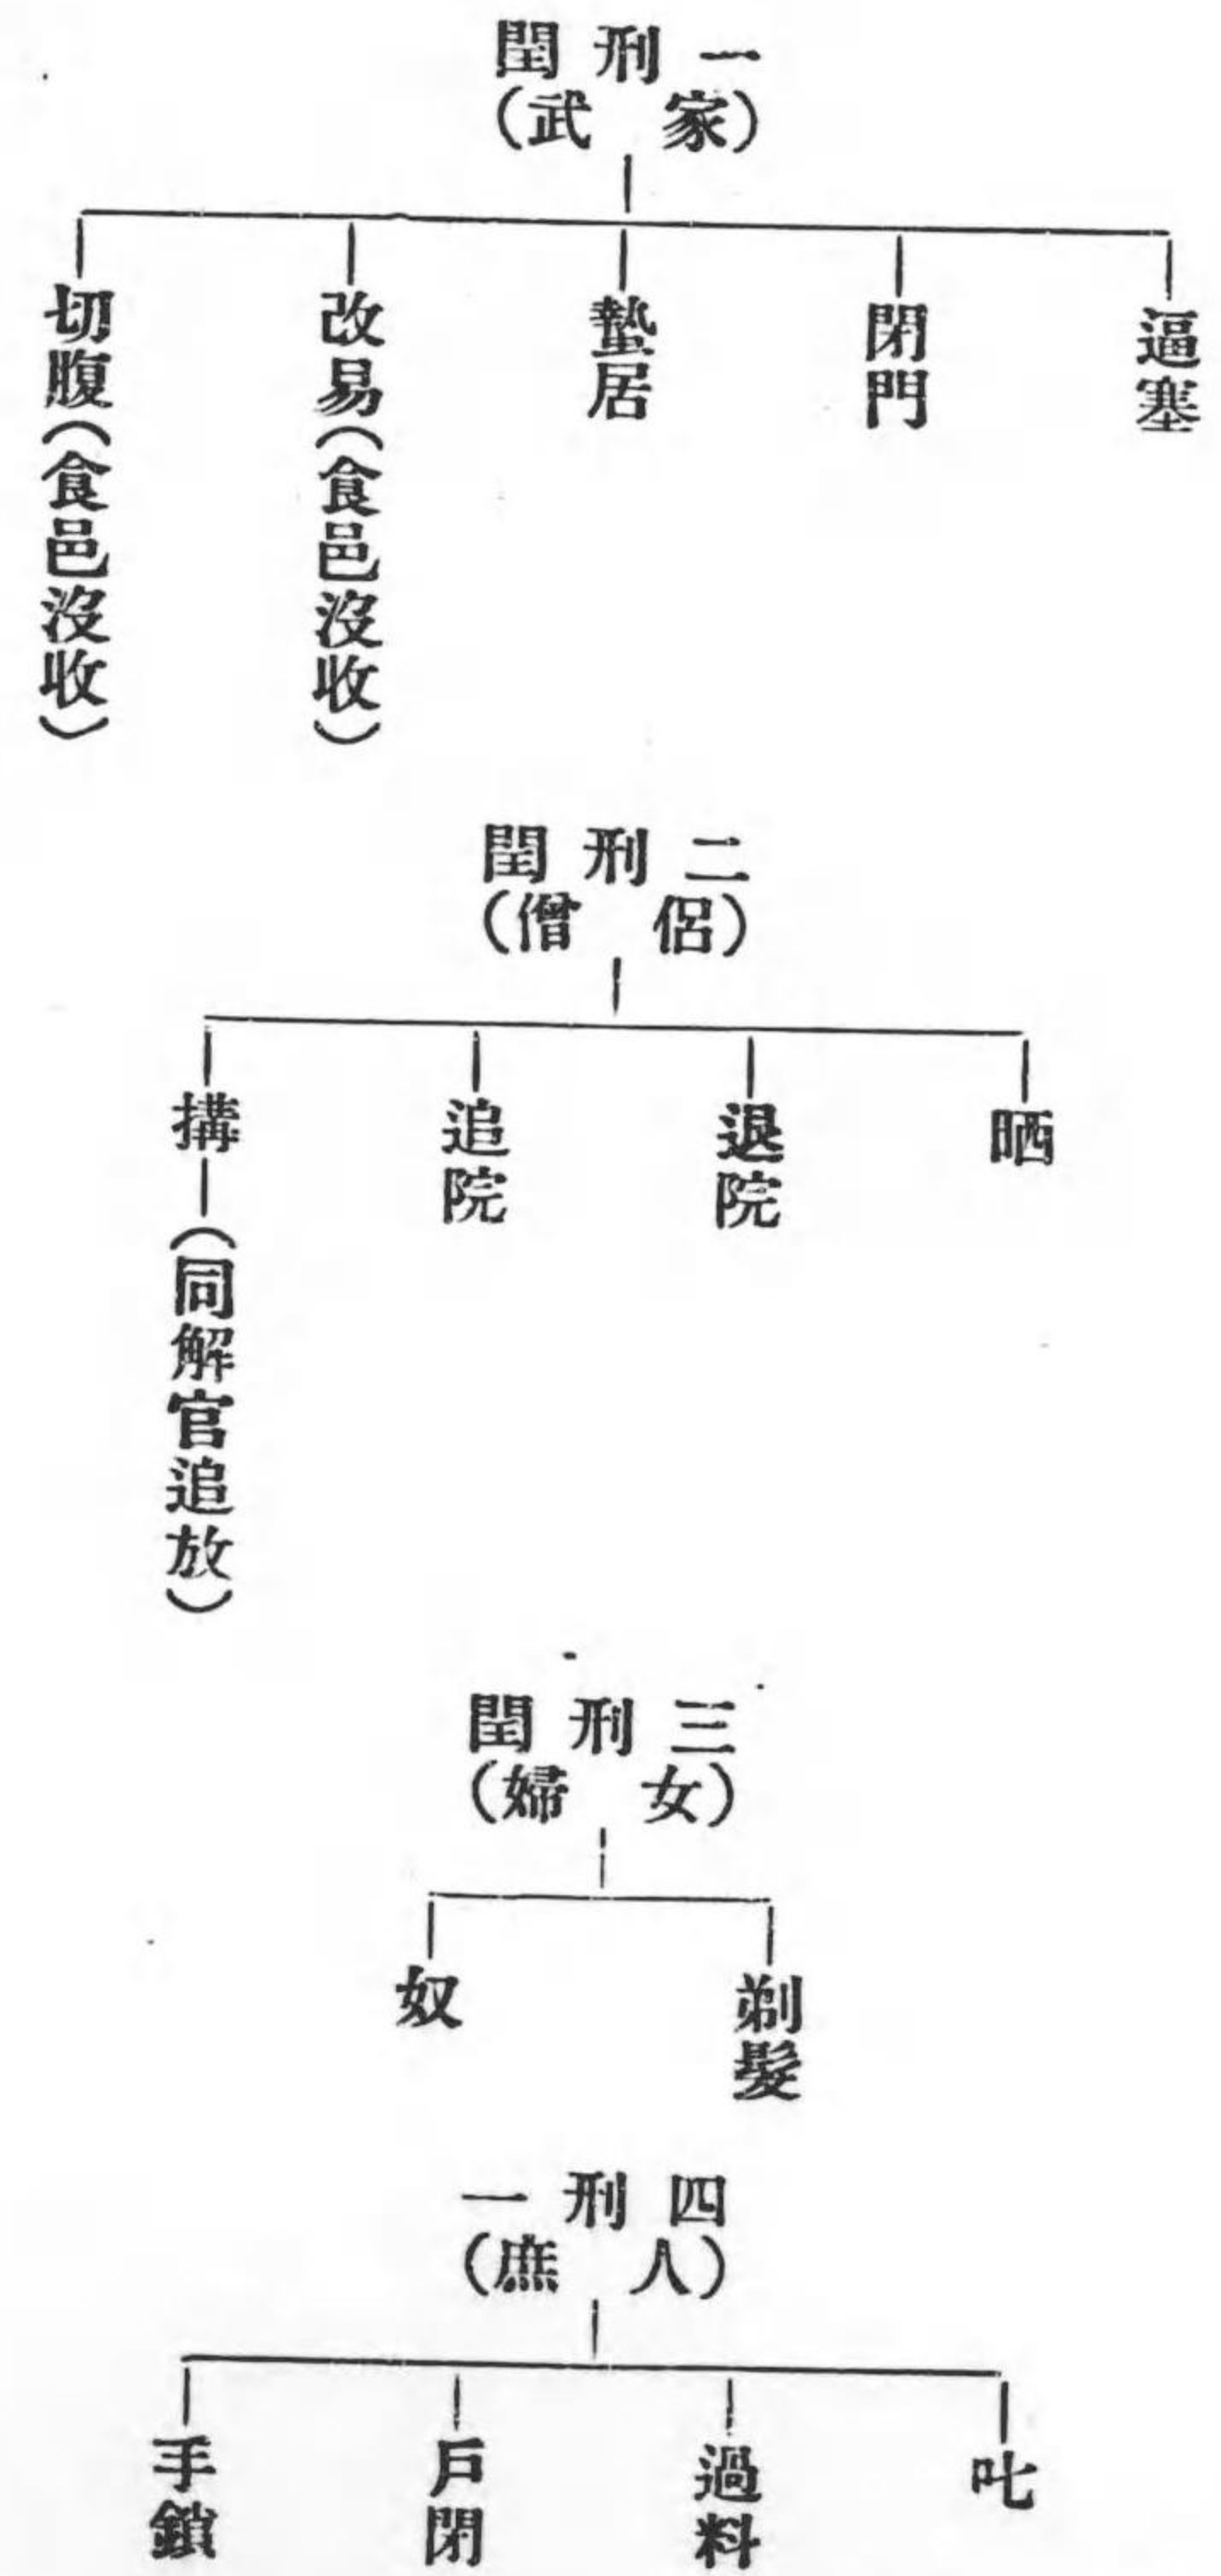 閏刑一
(武家)
切腹(食邑沒收)
改易(食邑沒收)
蟄居
閉門
逼塞
閏刑二
(僧侶)
搆―(同解官追放)
追院
退院
晒
閏刑三
(婦女)
奴
剃髮
一刑四
(庶人)
手鎖
戶閉
過料
叱